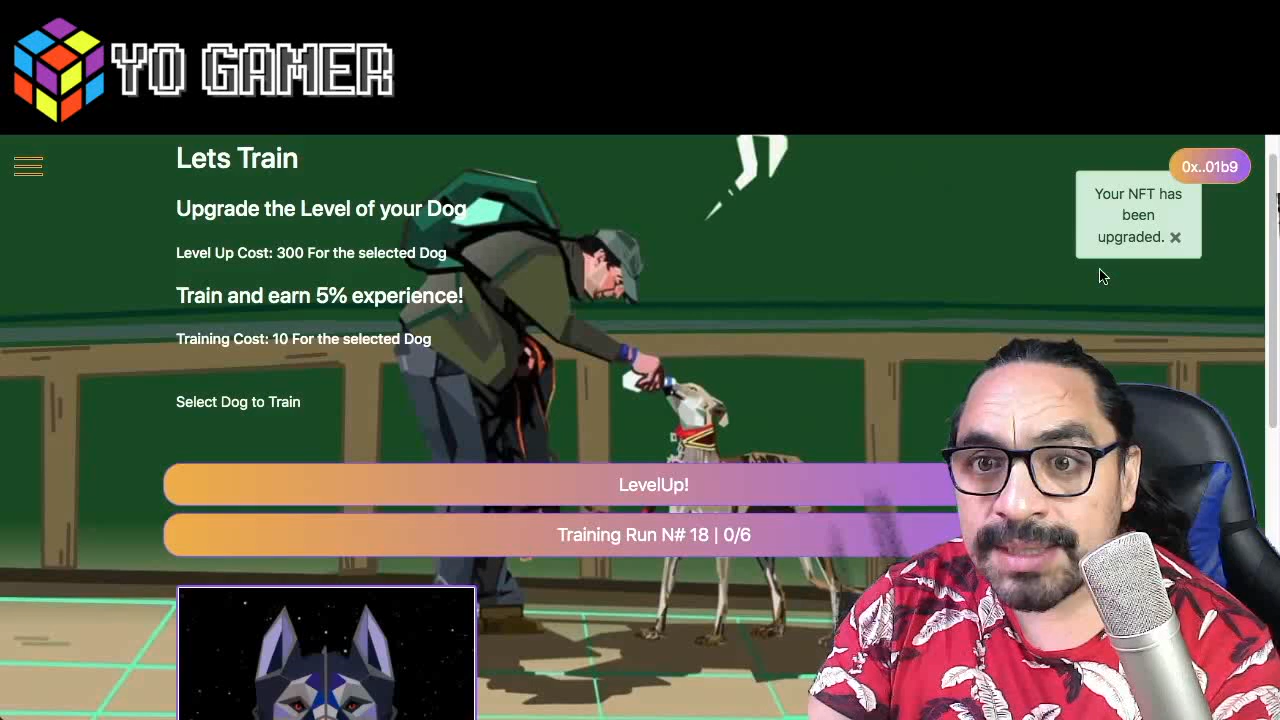 YO GAMER
Lets Train
0x..01b9
Your NFT has
been
upgraded. ×
Upgrade the Level of your Dog
Level Up Cost: 300 For the selected Dog
Train and earn 5% experience!
Training Cost: 10 For the selected Dog
Select Dog to Train
LevelUp!
Training Run N# 18 | 0/6